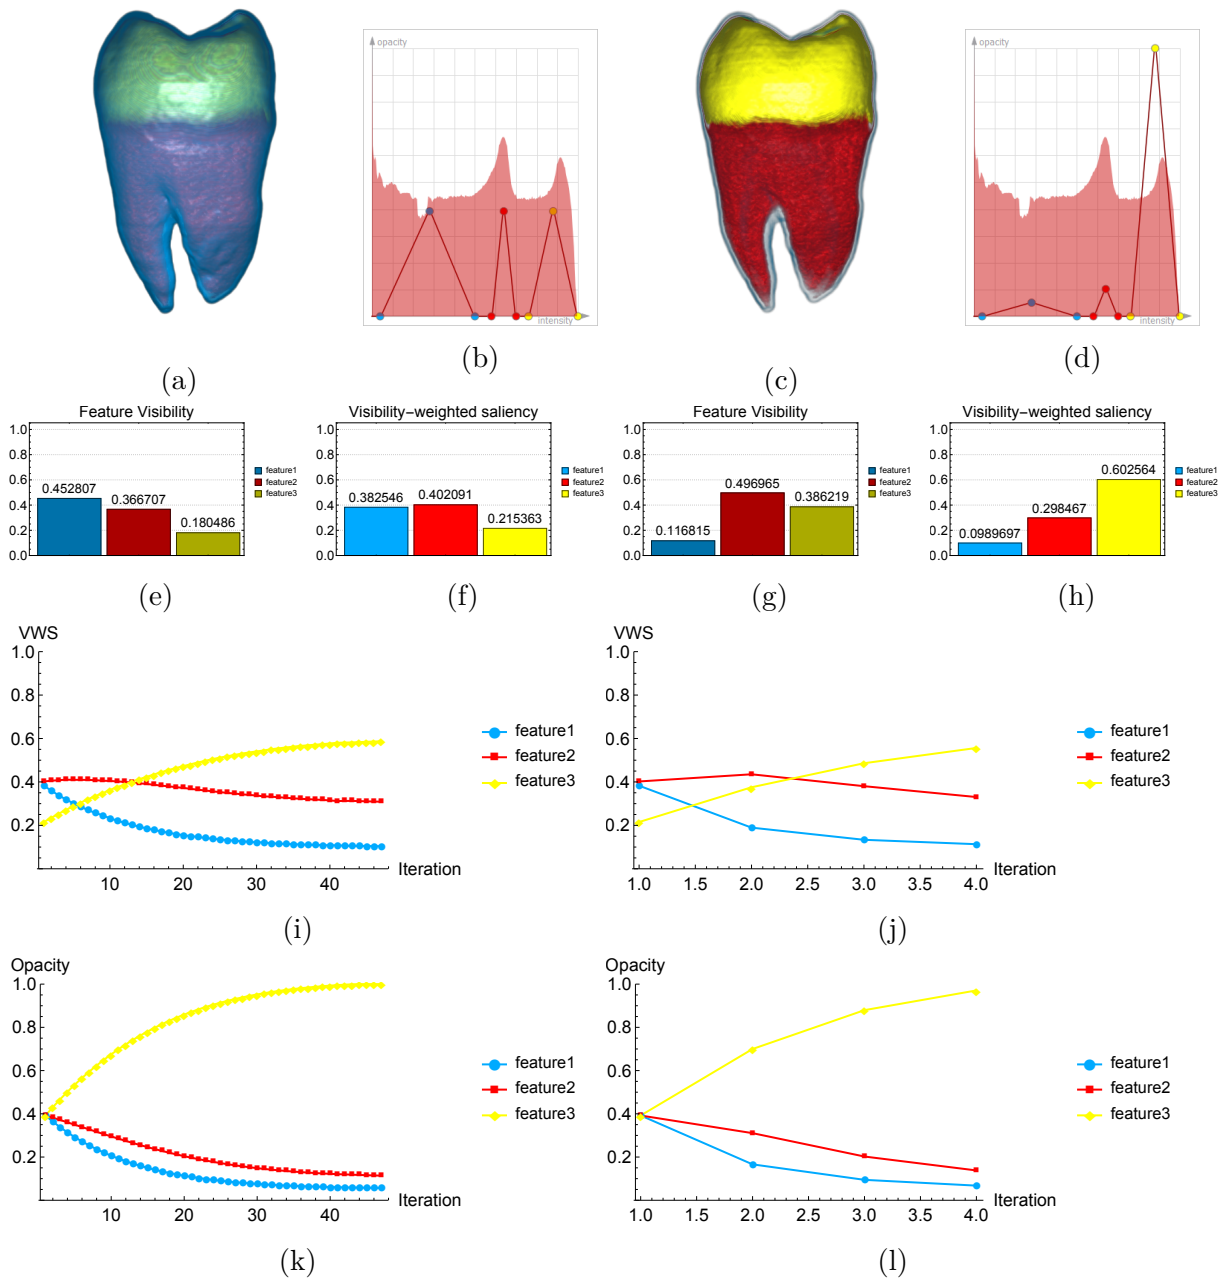 opacity
intensity
opacity
intensity
(a)
(b)
(c)
(d)
Feature Visibility
1.0
0.8
0.6
0.4
0.2
0.0
0.452807
0.366707
0.180486
feature1
feature2
feature3
(e)
Visibility-weighted saliency
1.0
0.8
0.6
0.4
0.2
0.0
0.382546
0.402091
0.215363
feature1
feature2
feature3
(f)
Feature Visibility
1.0
0.8
0.6
0.4
0.2
0.0
0.116815
0.496965
0.386219
feature1
feature2
feature3
(g)
Visibility-weighted saliency
1.0
0.8
0.6
0.4
0.2
0.0
0.0989697
0.298467
0.602564
feature1
feature2
feature3
(h)
VWS
1.0
0.8
0.6
0.4
0.2
10 20 30 40
Iteration
feature1
feature2
feature3
(i)
VWS
1.0
0.8
0.6
0.4
0.2
1.0 1.5 2.0 2.5 3.0 3.5 4.0
Iteration
feature1
feature2
feature3
(j)
Opacity
1.0
0.8
0.6
0.4
0.2
10 20 30 40
Iteration
feature1
feature2
feature3
(k)
Opacity
1.0
0.8
0.6
0.4
0.2
1.0 1.5 2.0 2.5 3.0 3.5 4.0
Iteration
feature1
feature2
feature3
(l)